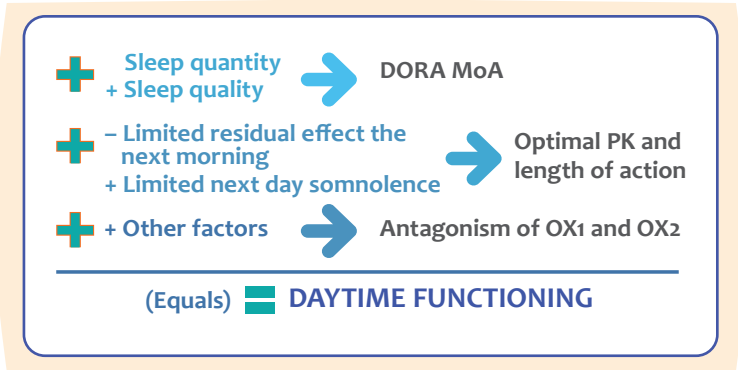 Sleep quantity
+ Sleep quality
DORA MoA
– Limited residual effect the
next morning
+ Limited next day somnolence
Optimal PK and
length of action
+ Other factors
Antagonism of OX1 and OX2
(Equals) = DAYTIME FUNCTIONING